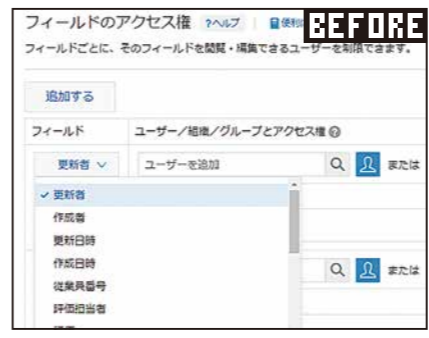 フィールドのアクセス権 ?ヘルプ 便利
BEFORE
フィールドごとに、そのフィールドを閲覧・編集できるユーザーを制限できます。
追加する
フィールド ユーザー/組織/グループとアクセス権 ?
更新者 ユーザーを追加 または
更新者
作成者
更新日時
作成日時 または
従業員番号
評価担当者